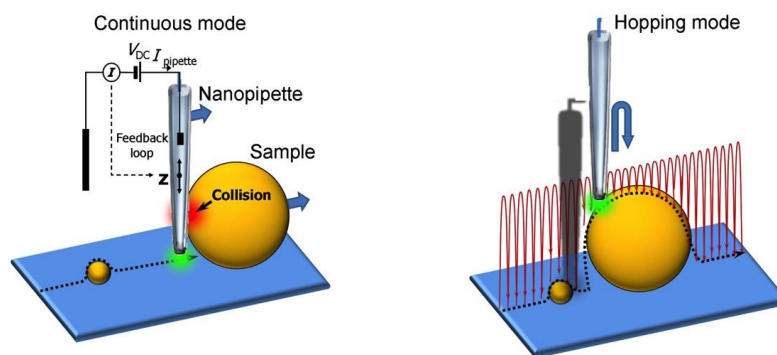 Continuous mode
V_DC
I_pipette
I
Nanopipette
Feedback
loop
Sample
z
Collision
Hopping mode